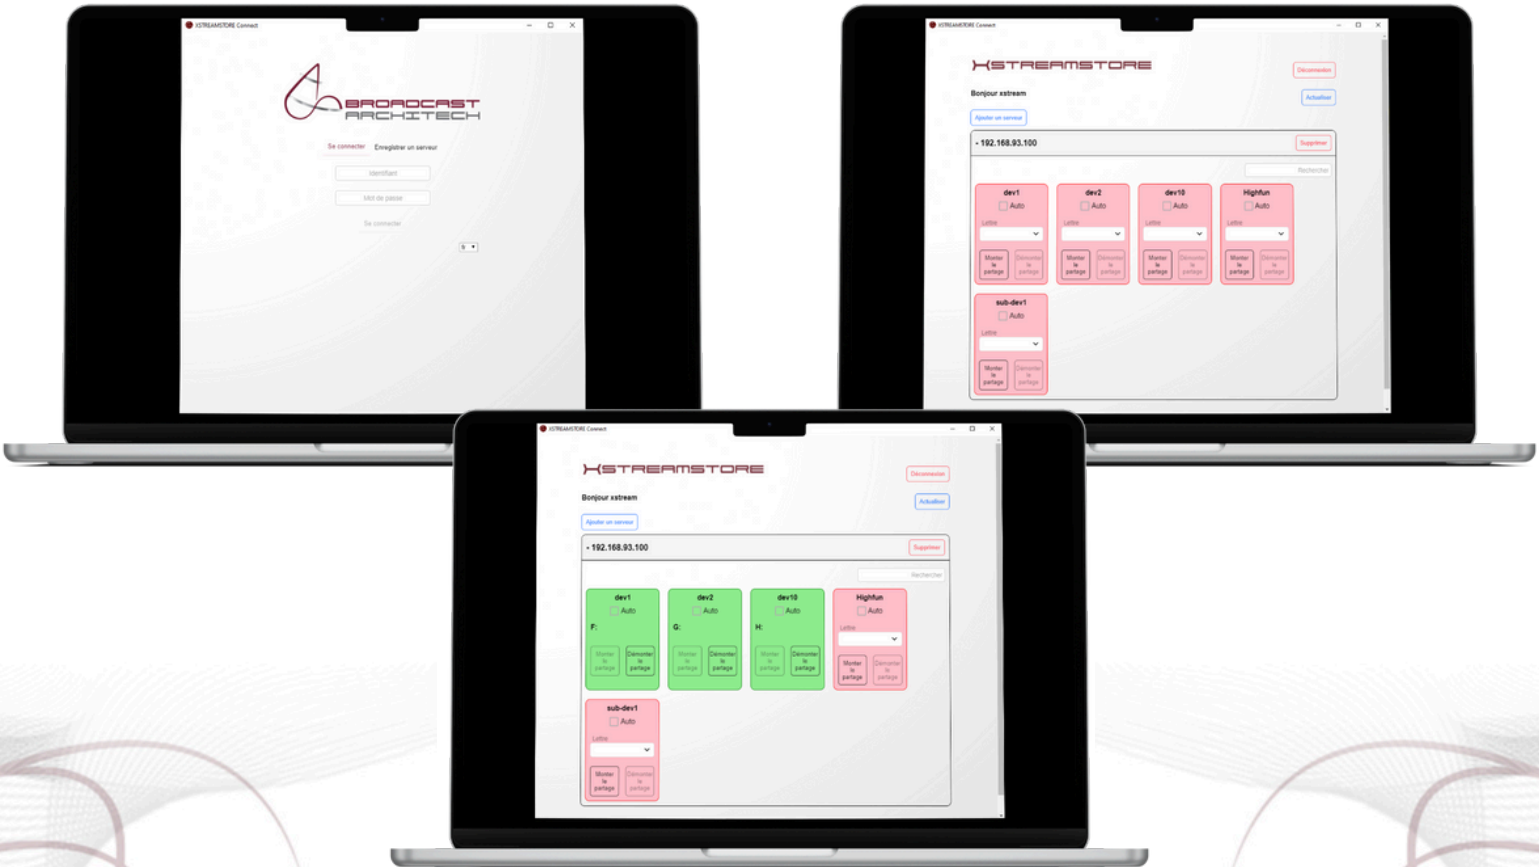 XSTREAMSTORE Connect
BROADCAST
ARCHITECH
Se connecter Enregistrer un serveur
Identifiant
Mot de passe
Se connecter
fr
XSTREAMSTORE Connect
XSTREAMSTORE
Déconnexion
Bonjour xstream
Actualiser
Ajouter un serveur
- 192.168.93.100
Supprimer
Rechercher
dev1 dev2 dev10 Highfun
Auto Auto Auto Auto
Lettre Lettre Lettre Lettre
Monter Démonter Monter Démonter Monter Démonter Monter Démonter
le le le le le le le le
partage partage partage partage partage partage partage partage
sub-dev1
Auto
Lettre
Monter Démonter
le le
partage partage
XSTREAMSTORE Connect
XSTREAMSTORE
Déconnexion
Bonjour xstream
Actualiser
Ajouter un serveur
- 192.168.93.100
Supprimer
Rechercher
dev1 dev2 dev10 Highfun
Auto Auto Auto Auto
F: G: H: Lettre
Monter Démonter Monter Démonter Monter Démonter Monter Démonter
le le le le le le le le
partage partage partage partage partage partage partage partage
sub-dev1
Auto
Lettre
Monter Démonter
le le
partage partage